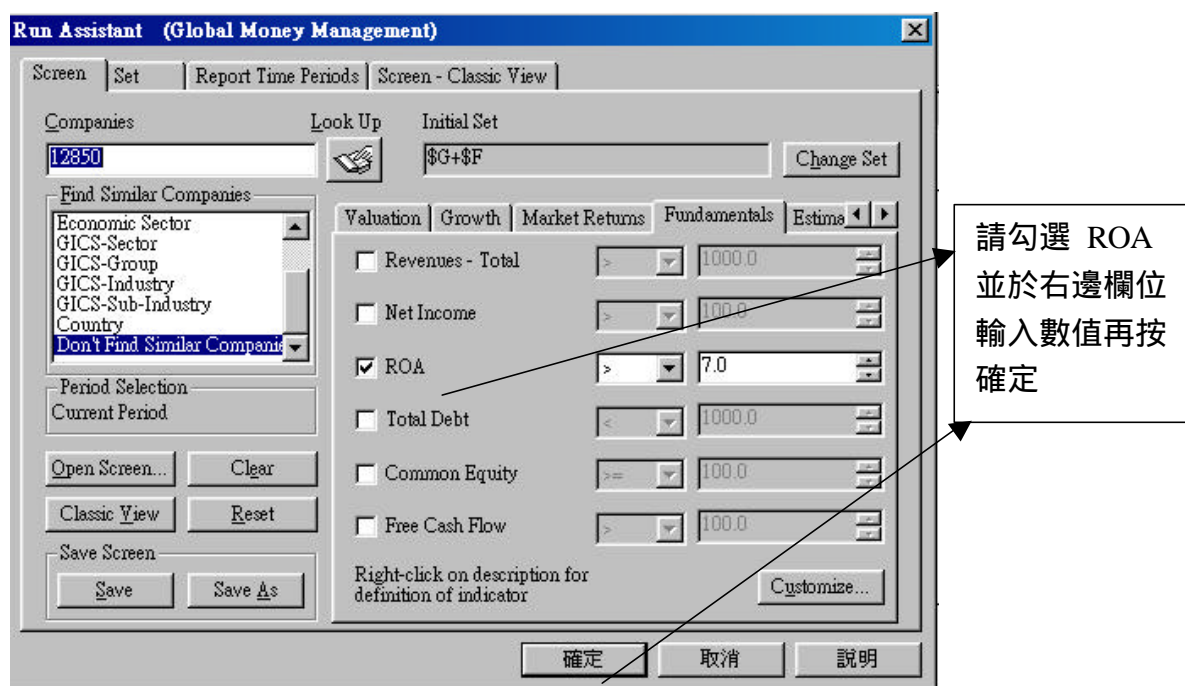 Run Assistant (Global Money Management)
Screen Set Report Time Periods Screen - Classic View
Companies Look Up Initial Set
12850 $G+$F Change Set
Find Similar Companies
Economic Sector
GICS-Sector
GICS-Group
GICS-Industry
GICS-Sub-Industry
Country
Don't Find Similar Companie
Period Selection
Current Period
Open Screen... Clear
Classic View Reset
Save Screen
Save Save As
Valuation Growth Market Returns Fundamentals Estima
Revenues - Total > 1000.0
Net Income > 100.0
ROA > 7.0
Total Debt < 1000.0
Common Equity >= 100.0
Free Cash Flow > 100.0
Right-click on description for
definition of indicator
Customize...
確定 取消 說明
請勾選 ROA
並於右邊欄位
輸入數值再按
確定